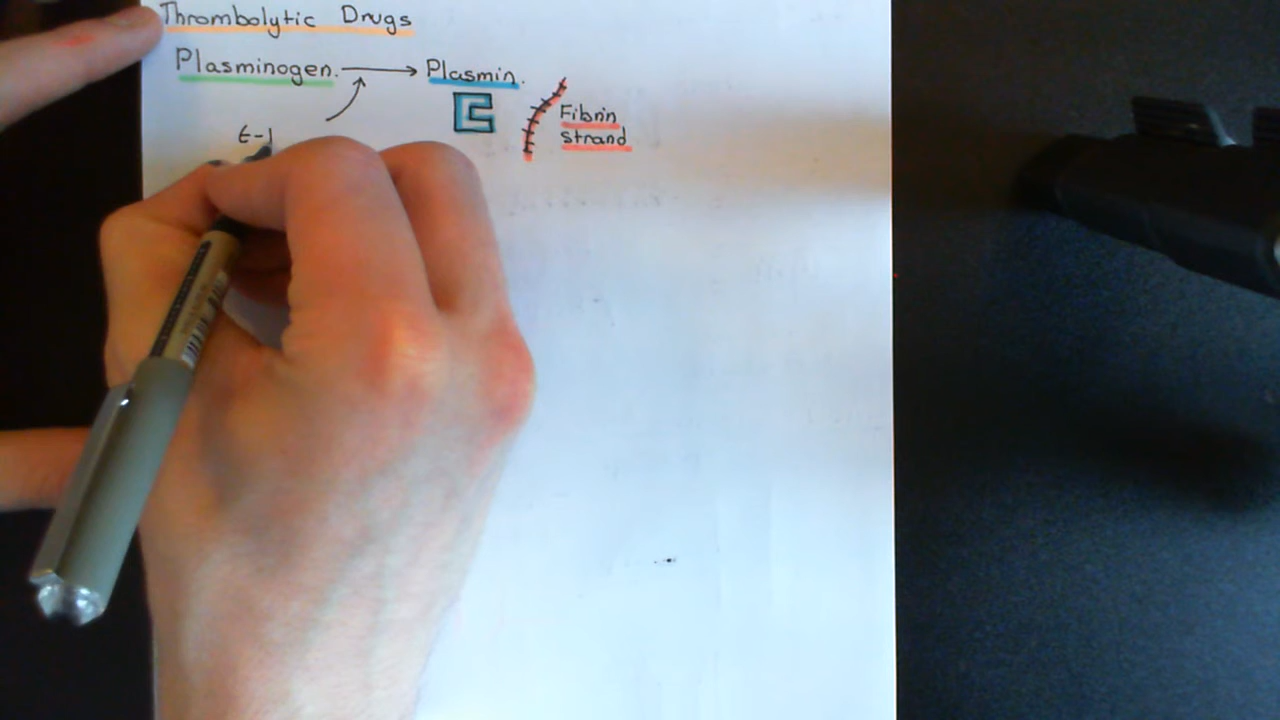 Thrombolytic Drugs
Plasminogen. → Plasmin.
Fibrin
strand
t-